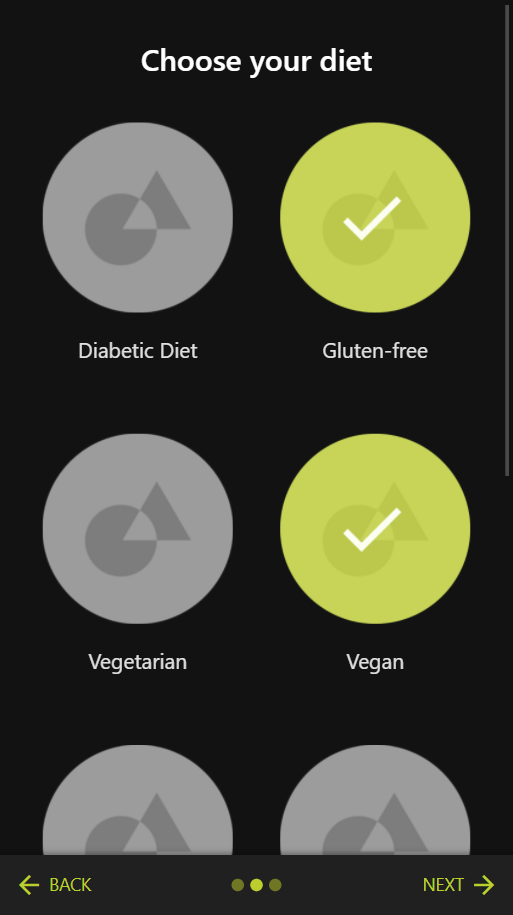 Choose your diet
Diabetic Diet
Gluten-free
Vegetarian
Vegan
BACK
NEXT